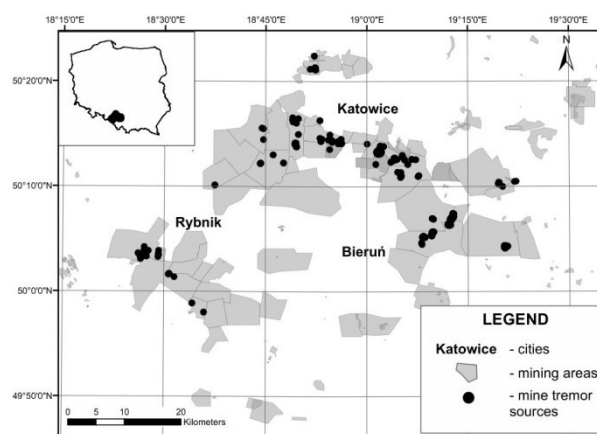 18°15'0"E 18°30'0"E 18°45'0"E 19°0'0"E 19°15'0"E 19°30'0"E
N
50°20'0"N
Katowice
50°10'0"N
Rybnik
Bieruń
50°0'0"N
LEGEND
Katowice - cities
- mining areas
- mine tremor
sources
49°50'0"N
0 5 10 20
Kilometers